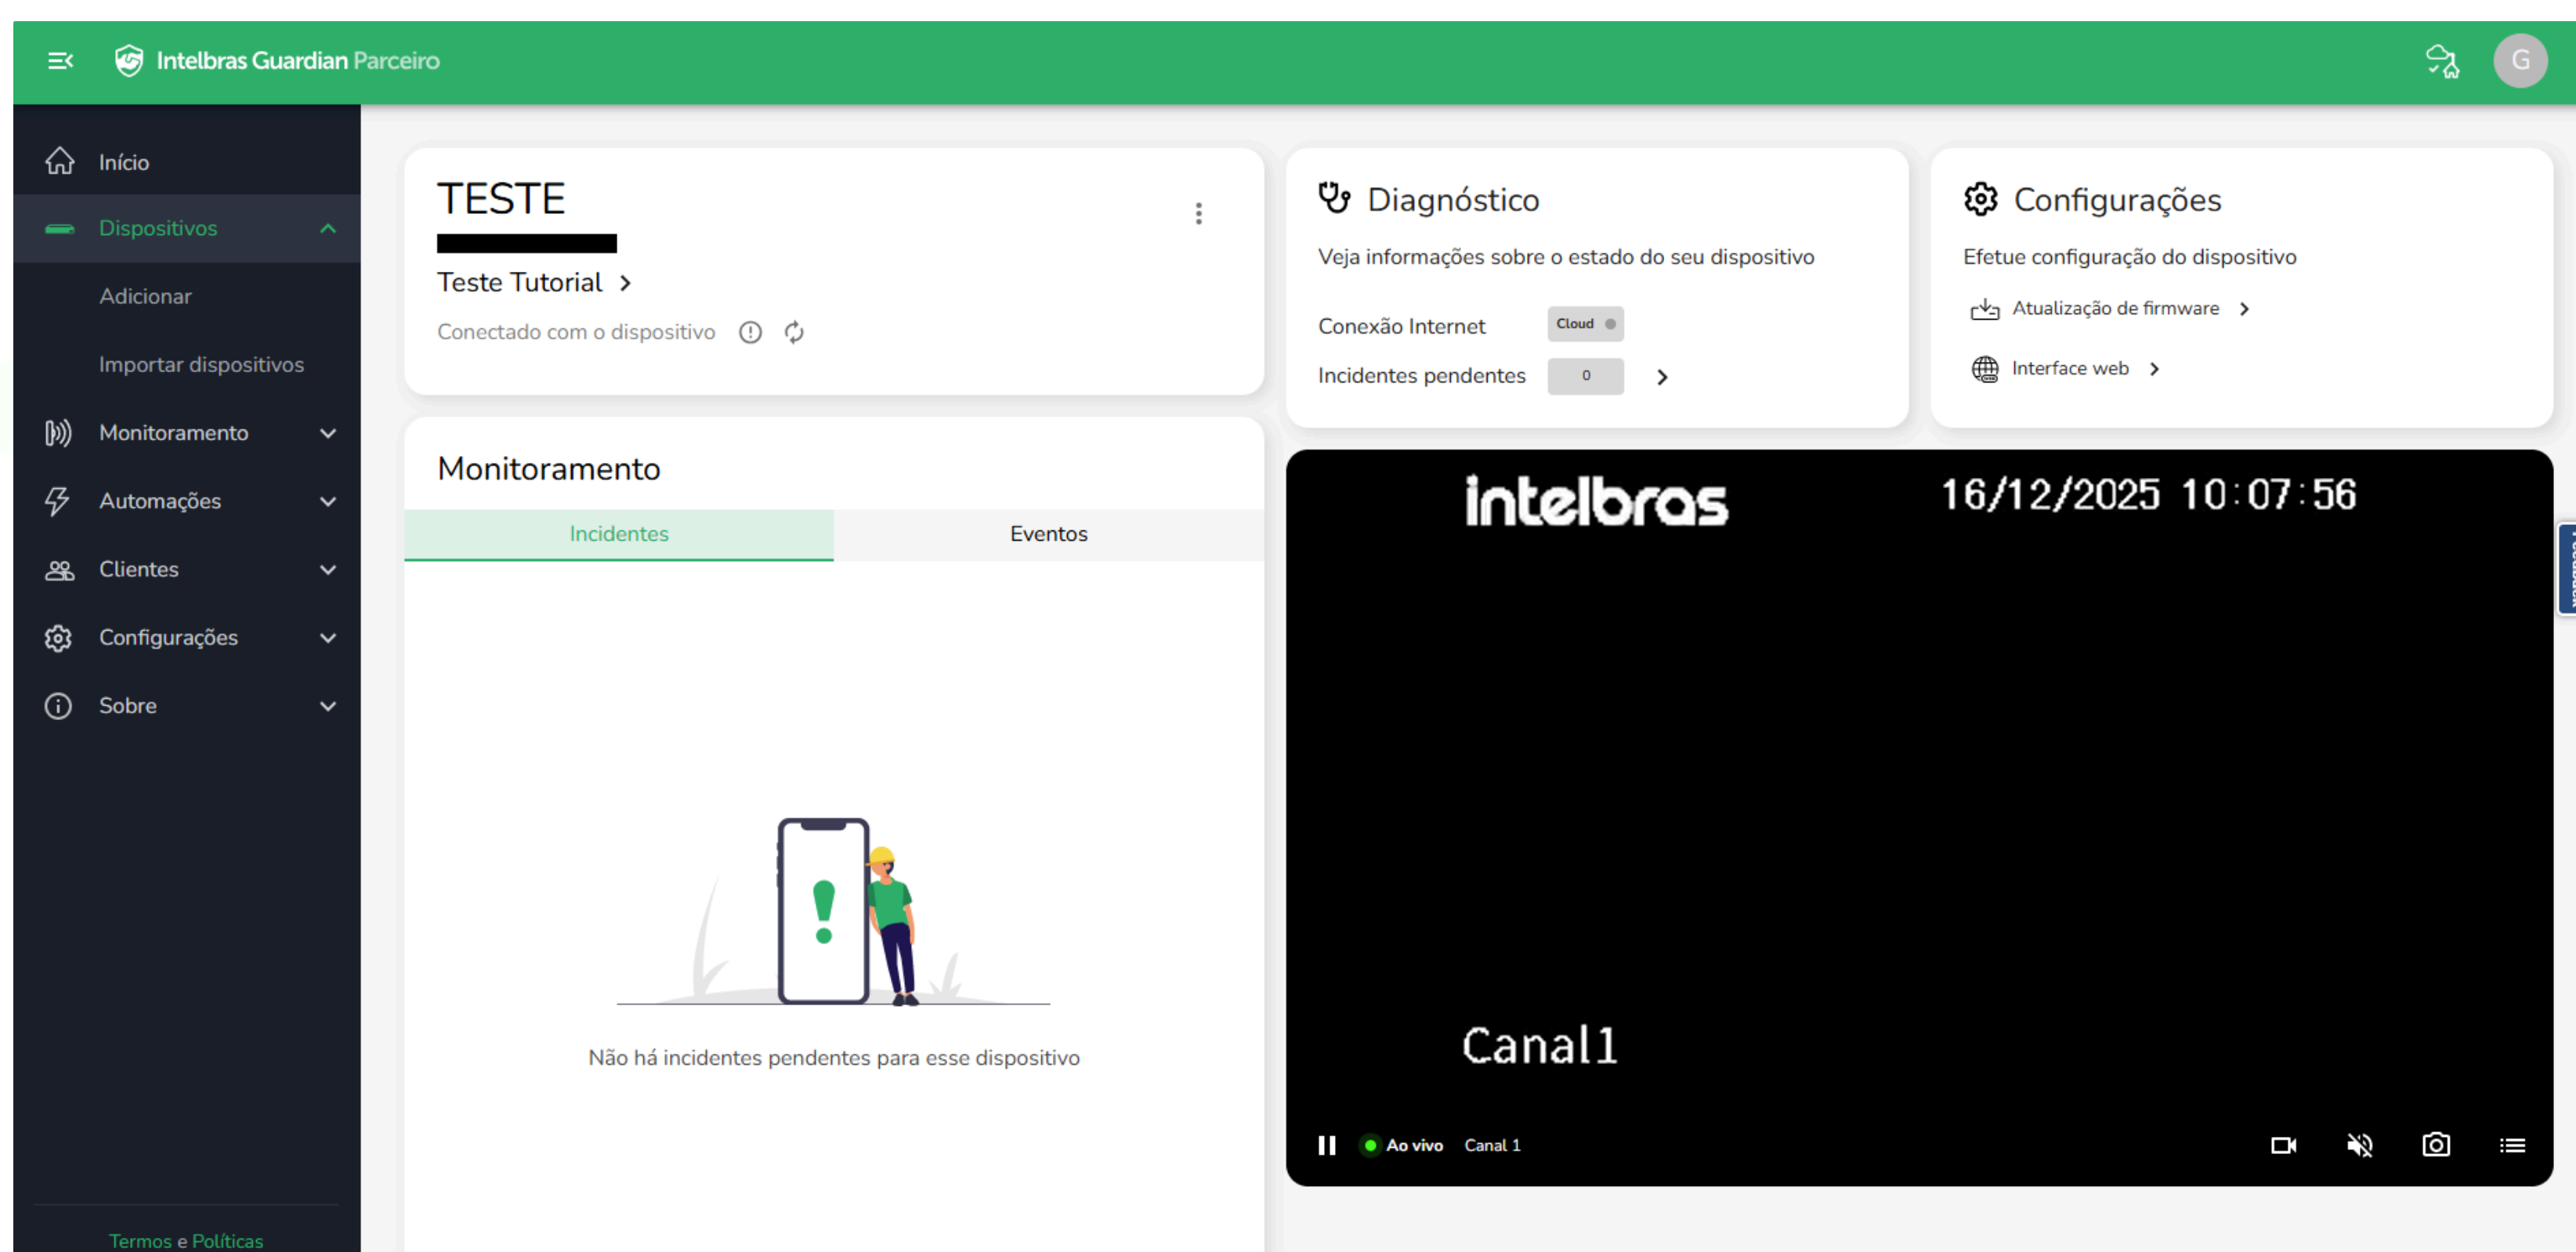 Intelbras Guardian Parceiro
G
Início
Dispositivos
Adicionar
Importar dispositivos
Monitoramento
Automações
Clientes
Configurações
Sobre
Termos e Políticas
TESTE
Teste Tutorial
Conectado com o dispositivo
Monitoramento
Incidentes
Eventos
Não há incidentes pendentes para esse dispositivo
Diagnóstico
Veja informações sobre o estado do seu dispositivo
Conexão Internet Cloud
Incidentes pendentes 0
Configurações
Efetue configuração do dispositivo
Atualização de firmware
Interface web
intelbras 16/12/2025 10:07:56
Canal1
Ao vivo Canal 1